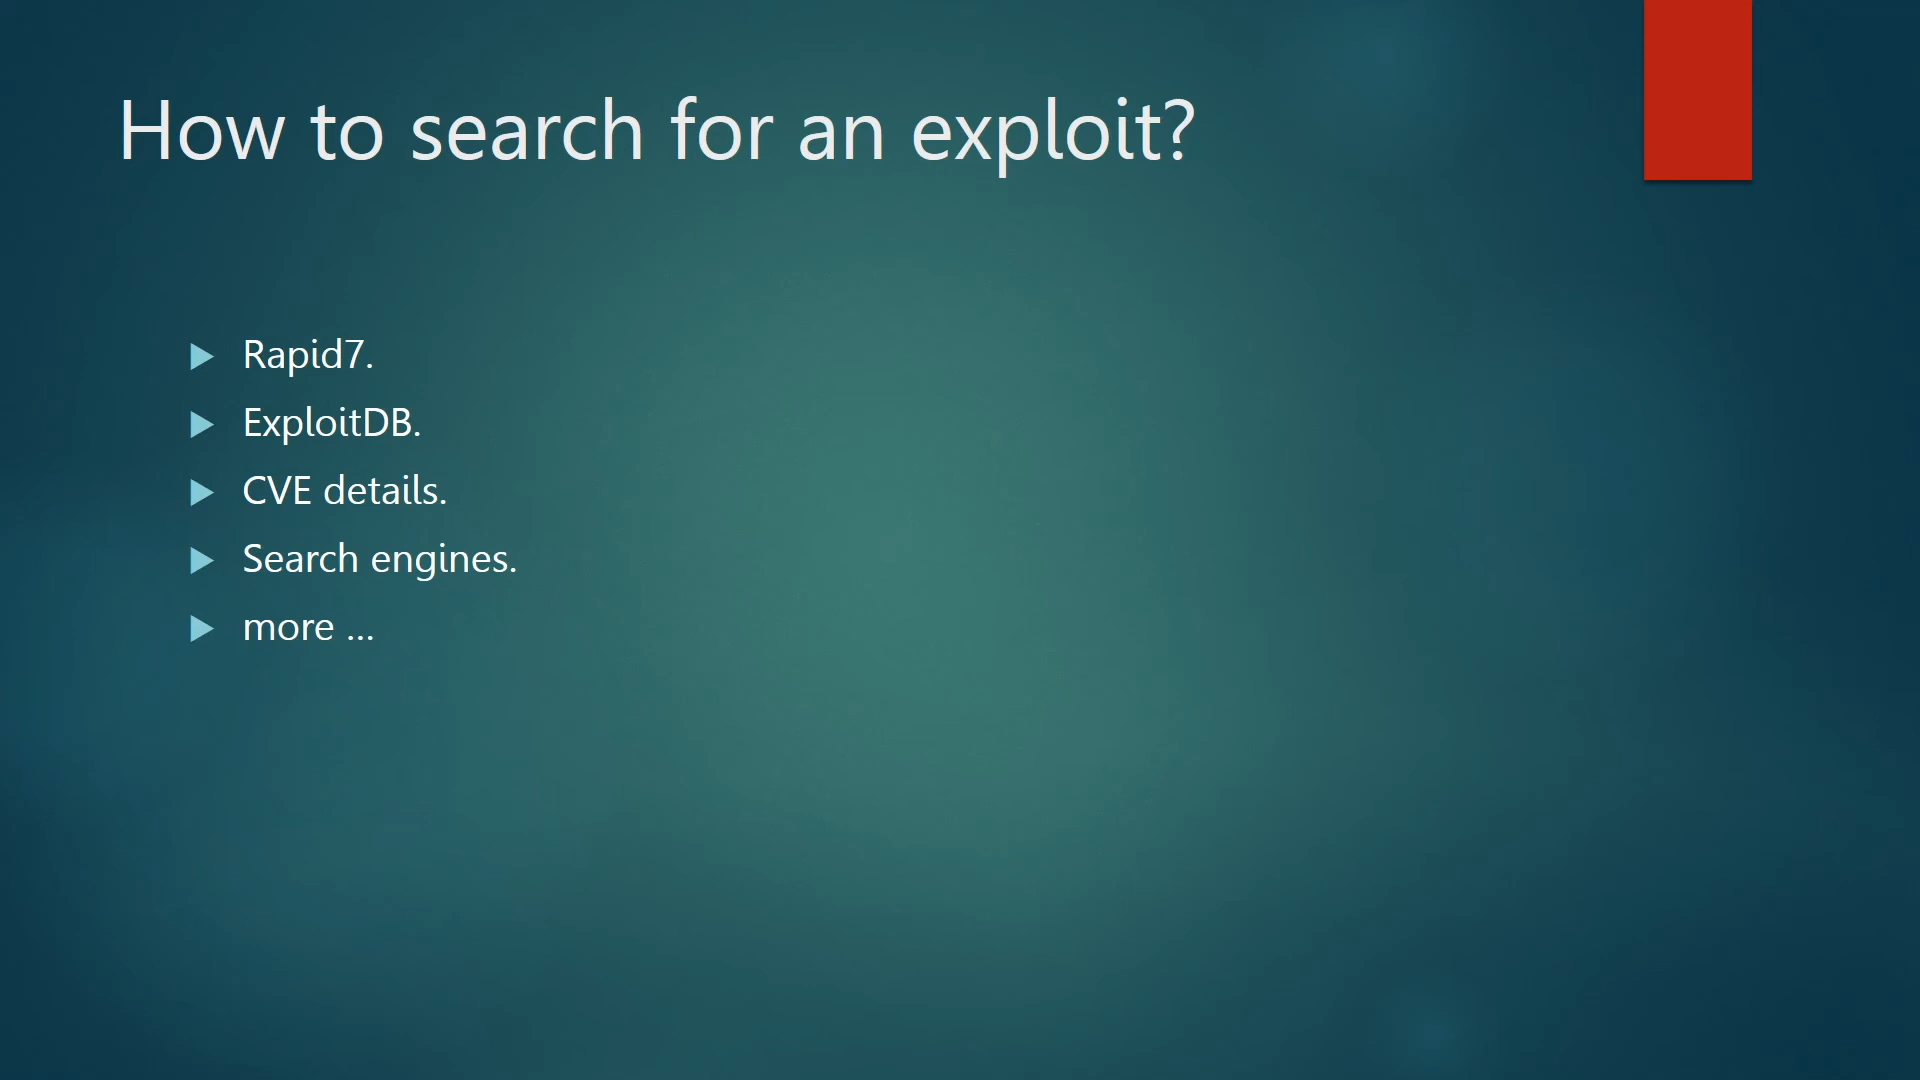 How to search for an exploit?
Rapid7.
ExploitDB.
CVE details.
Search engines.
more ...